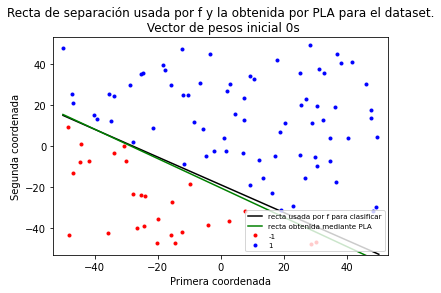 Recta de separación usada por f y la obtenida por PLA para el dataset.
Vector de pesos inicial 0s
Segunda coordenada
40
20
0
−20
−40
−40
−20
0
20
40
Primera coordenada
recta usada por f para clasificar
recta obtenida mediante PLA
-1
1